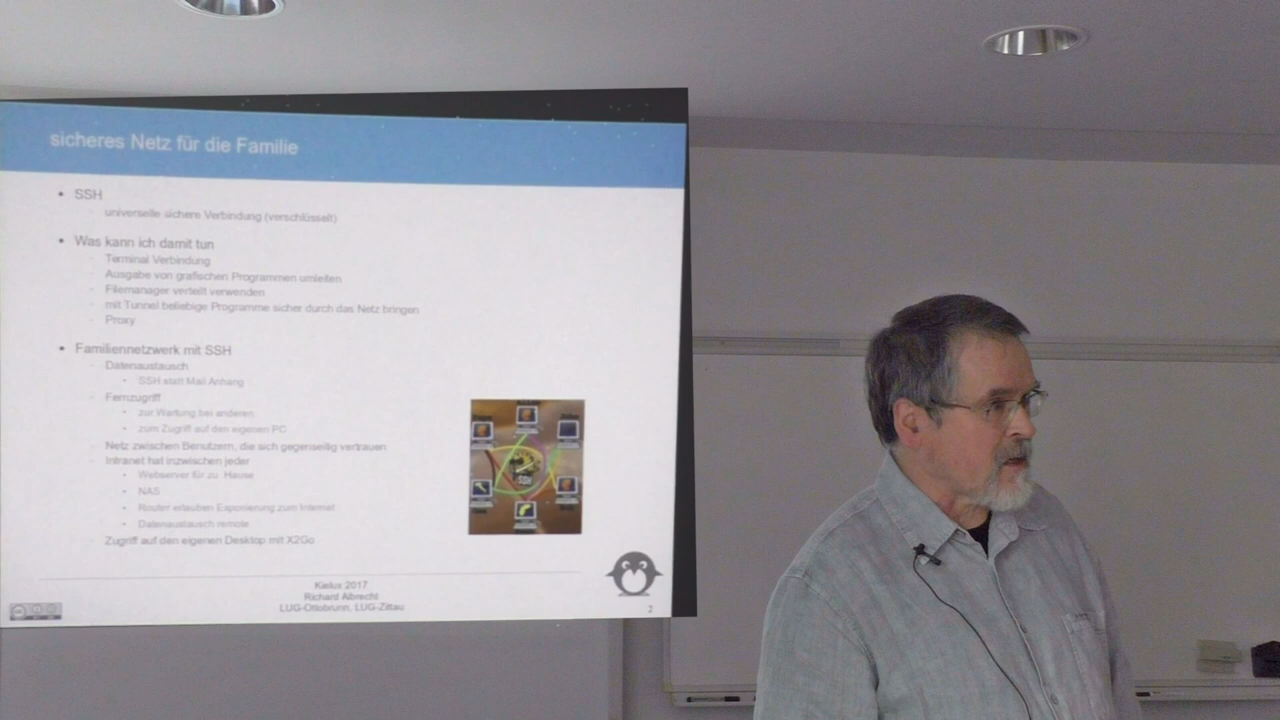 sicheres Netz für die Familie
SSH
universelle sichere Verbindung (verschlüsselt)
Was kann ich damit tun
Terminal Verbindung
Ausgabe von grafischen Programmen umleiten
Filemanager verteilt verwenden
mit Tunnel beliebige Programme sicher durch das Netz bringen
Proxy
Familiennetzwerk mit SSH
Datenaustausch
SSH statt Mail Anhang
Fernzugriff
zur Wartung bei anderen
zum Zugriff auf den eigenen PC
Netz zwischen Benutzern, die sich gegenseitig vertrauen
Intranet hat inzwischen jeder
Webserver für zu Hause
NAS
Router erlauben Exponierung zum Internet
Datenaustausch remote
Zugriff auf den eigenen Desktop mit X2Go
SSH
Kielux 2017
Richard Albrecht
LUG-Ottobrunn, LUG-Zittau
2